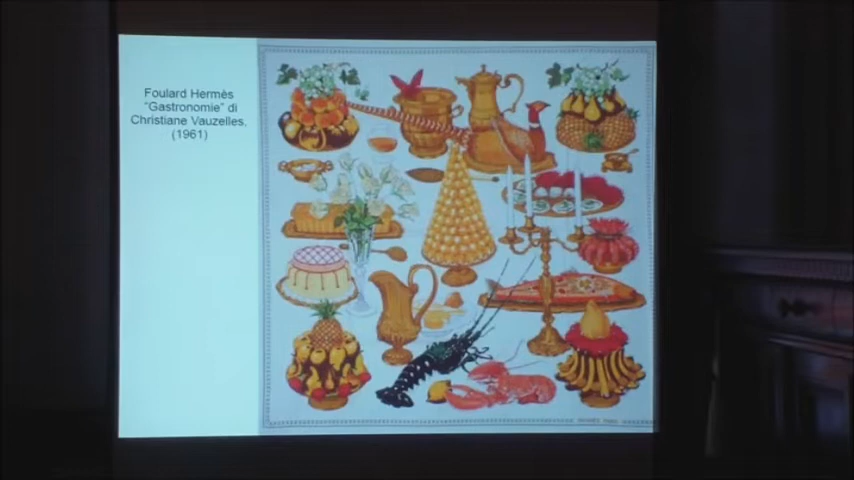 Foulard Hermès
"Gastronomie" di
Christiane Vauzelles,
(1961)